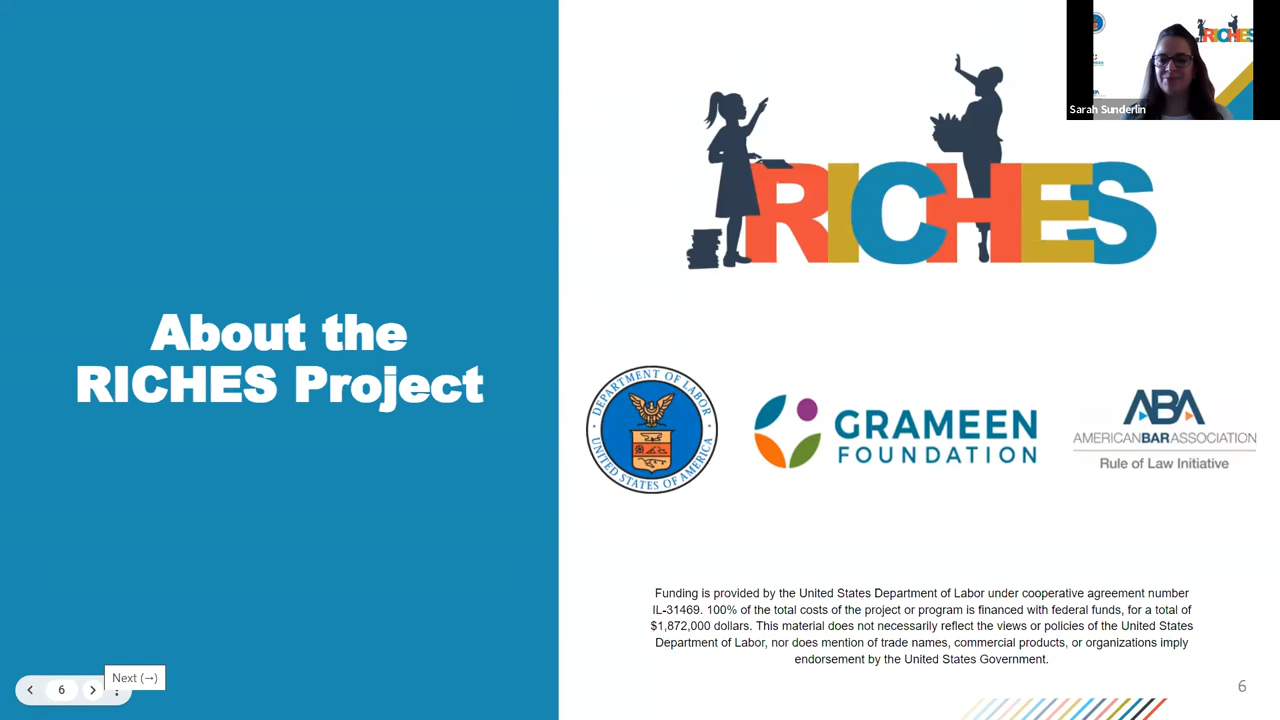 RICHES
Sarah Sunderlin
RICHES
About the
RICHES Project
DEPARTMENT OF LABOR
UNITED STATES OF AMERICA
GRAMEEN
FOUNDATION
ABA
AMERICANBARASSOCIATION
Rule of Law Initiative
Funding is provided by the United States Department of Labor under cooperative agreement number
IL-31469. 100% of the total costs of the project or program is financed with federal funds, for a total of
$1,872,000 dollars. This material does not necessarily reflect the views or policies of the United States
Department of Labor, nor does mention of trade names, commercial products, or organizations imply
endorsement by the United States Government.
Next (→)
6
6